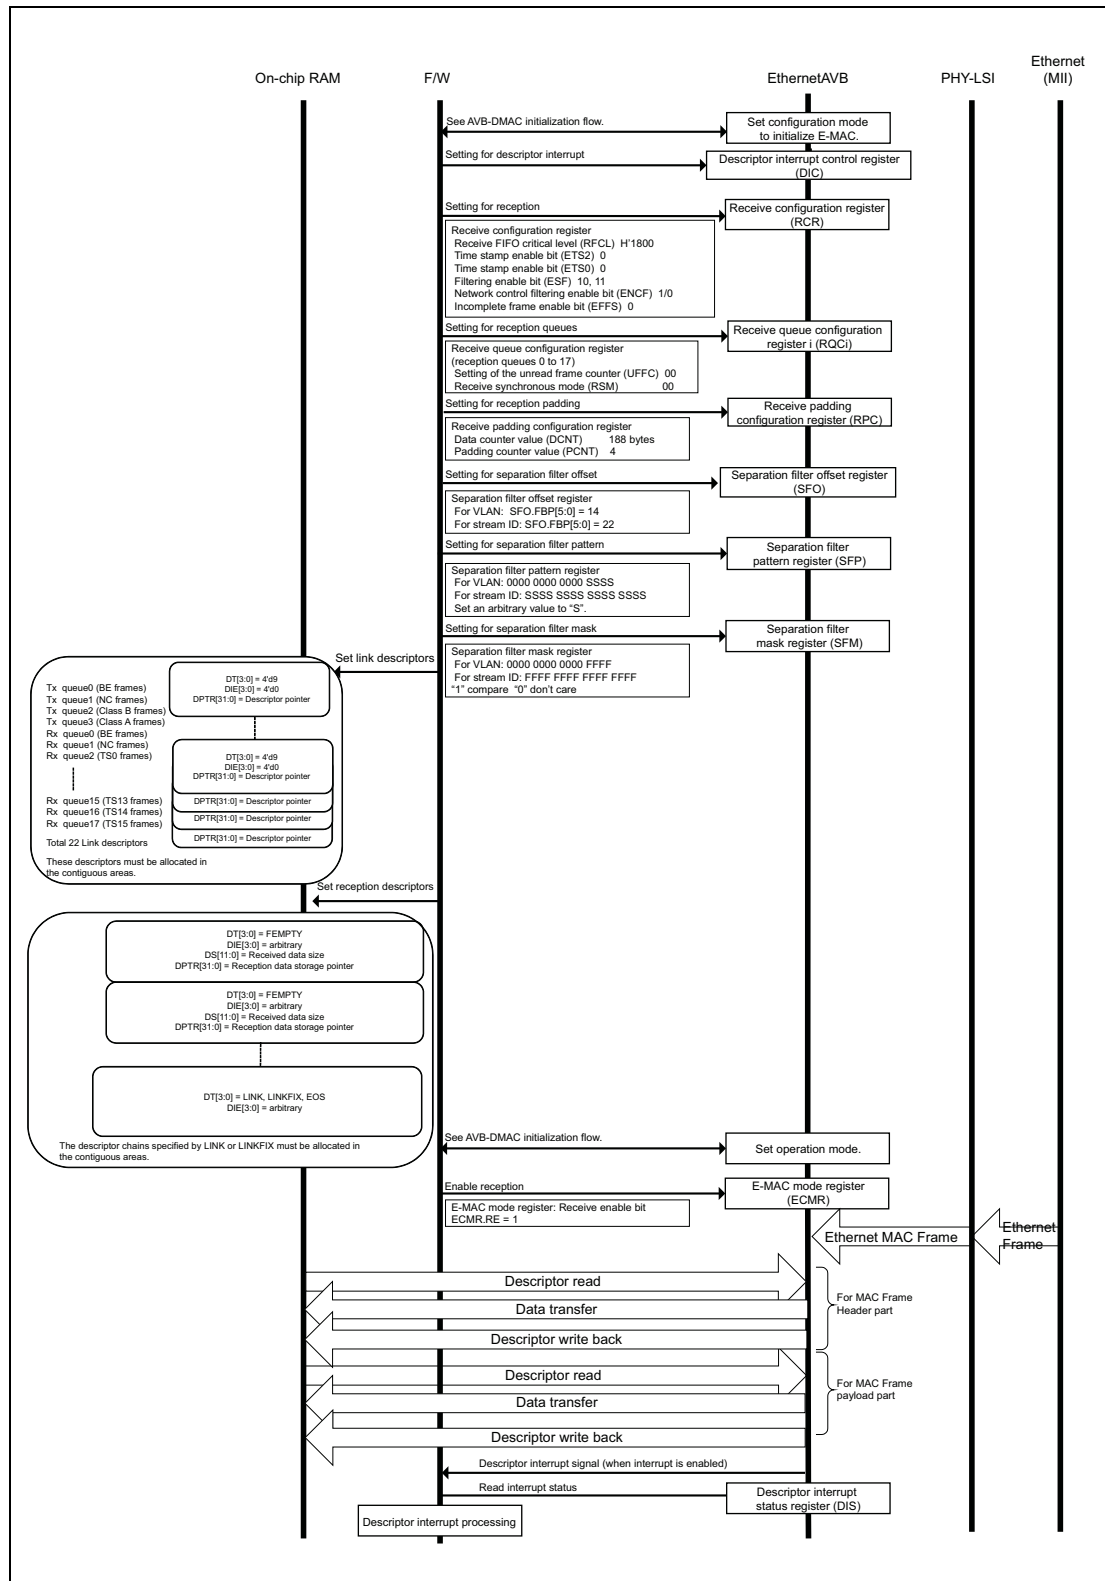 Ethernet
(MII)
On-chip RAM
F/W
EthernetAVB
PHY-LSI
See AVB-DMAC initialization flow.
Set configuration mode
to initialize E-MAC.
Setting for descriptor interrupt
Descriptor interrupt control register
(DIC)
Setting for reception
Receive configuration register
(RCR)
Receive configuration register
Receive FIFO critical level (RFCL) H'1800
Time stamp enable bit (ETS2) 0
Time stamp enable bit (ETS0) 0
Filtering enable bit (ESF) 10, 11
Network control filtering enable bit (ENCF) 1/0
Incomplete frame enable bit (EFFS) 0
Setting for reception queues
Receive queue configuration
register i (RQCi)
Receive queue configuration register
(reception queues 0 to 17)
Setting of the unread frame counter (UFFC) 00
Receive synchronous mode (RSM) 00
Setting for reception padding
Receive padding
configuration register (RPC)
Receive padding configuration register
Data counter value (DCNT) 188 bytes
Padding counter value (PCNT) 4
Setting for separation filter offset
Separation filter offset register
(SFO)
Separation filter offset register
For VLAN: SFO.FBP[5:0] = 14
For stream ID: SFO.FBP[5:0] = 22
Setting for separation filter pattern
Separation filter
pattern register (SFP)
Separation filter pattern register
For VLAN: 0000 0000 0000 SSSS
For stream ID: SSSS SSSS SSSS SSSS
Set an arbitrary value to “S”.
Setting for separation filter mask
Separation filter
mask register (SFM)
Separation filter mask register
For VLAN: 0000 0000 0000 FFFF
For stream ID: FFFF FFFF FFFF FFFF
“1” compare “0” don't care
Set link descriptors
Tx queue0 (BE frames)
Tx queue1 (NC frames)
Tx queue2 (Class B frames)
Tx queue3 (Class A frames)
Rx queue0 (BE frames)
Rx queue1 (NC frames)
Rx queue2 (TS0 frames)
Rx queue15 (TS13 frames)
Rx queue16 (TS14 frames)
Rx queue17 (TS15 frames)
Total 22 Link descriptors
These descriptors must be allocated in
the contiguous areas.
DT[3:0] = 4'd9
DIE[3:0] = 4'd0
DPTR[31:0] = Descriptor pointer
DT[3:0] = 4'd9
DIE[3:0] = 4'd0
DPTR[31:0] = Descriptor pointer
DPTR[31:0] = Descriptor pointer
DPTR[31:0] = Descriptor pointer
DPTR[31:0] = Descriptor pointer
Set reception descriptors
DT[3:0] = FEMPTY
DIE[3:0] = arbitrary
DS[11:0] = Received data size
DPTR[31:0] = Reception data storage pointer
DT[3:0] = FEMPTY
DIE[3:0] = arbitrary
DS[11:0] = Received data size
DPTR[31:0] = Reception data storage pointer
DT[3:0] = LINK, LINKFIX, EOS
DIE[3:0] = arbitrary
The descriptor chains specified by LINK or LINKFIX must be allocated in
the contiguous areas.
See AVB-DMAC initialization flow.
Set operation mode.
Enable reception
E-MAC mode register
(ECMR)
E-MAC mode register: Receive enable bit
ECMR.RE = 1
Ethernet MAC Frame
Ethernet
Frame
Descriptor read
Data transfer
Descriptor write back
For MAC Frame
Header part
Descriptor read
Data transfer
Descriptor write back
For MAC Frame
payload part
Descriptor interrupt signal (when interrupt is enabled)
Read interrupt status
Descriptor interrupt
status register (DIS)
Descriptor interrupt processing